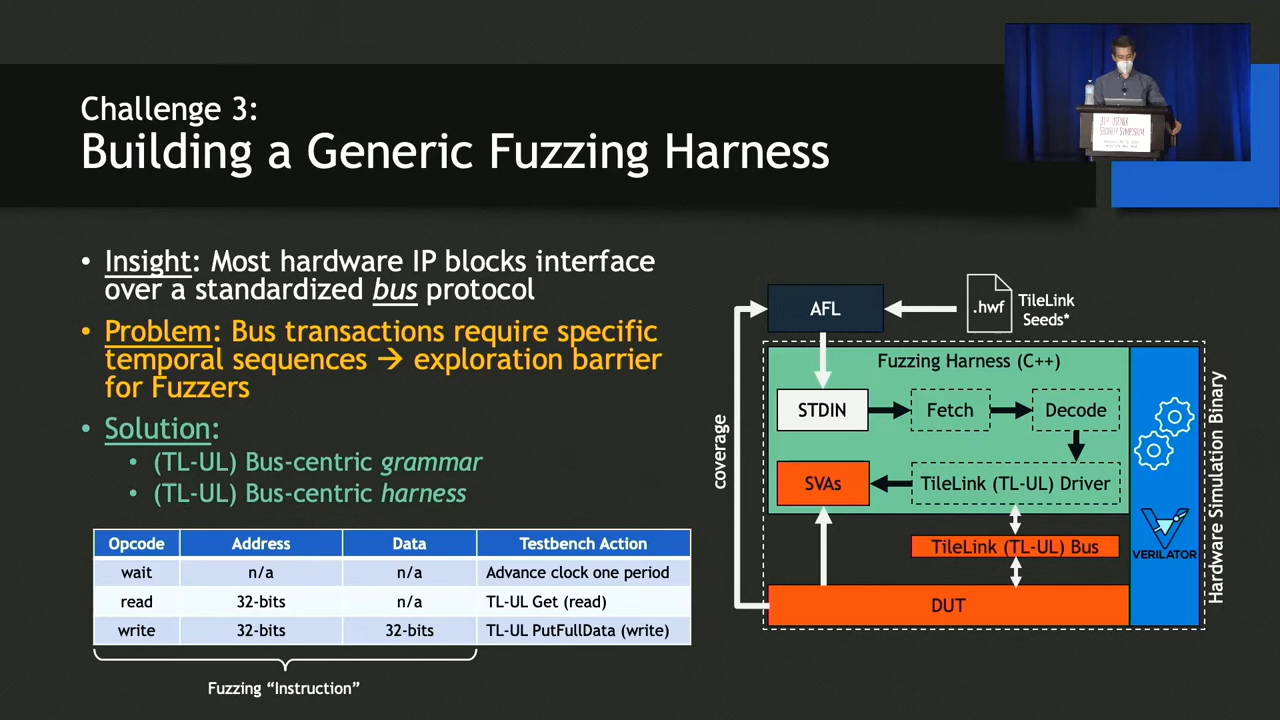 Challenge 3:
Building a Generic Fuzzing Harness
• Insight: Most hardware IP blocks interface
over a standardized bus protocol
• Problem: Bus transactions require specific
temporal sequences → exploration barrier
for Fuzzers
• Solution:
• (TL-UL) Bus-centric grammar
• (TL-UL) Bus-centric harness
Opcode Address Data Testbench Action
wait n/a n/a Advance clock one period
read 32-bits n/a TL-UL Get (read)
write 32-bits 32-bits TL-UL PutFullData (write)
Fuzzing “Instruction”
AFL
.hwf
TileLink
Seeds*
Fuzzing Harness (C++)
STDIN
Fetch
Decode
SVAs
TileLink (TL-UL) Driver
TileLink (TL-UL) Bus
DUT
coverage
VERILATOR
Hardware Simulation Binary
31ST USENIX
SECURITY SYMPOSIUM